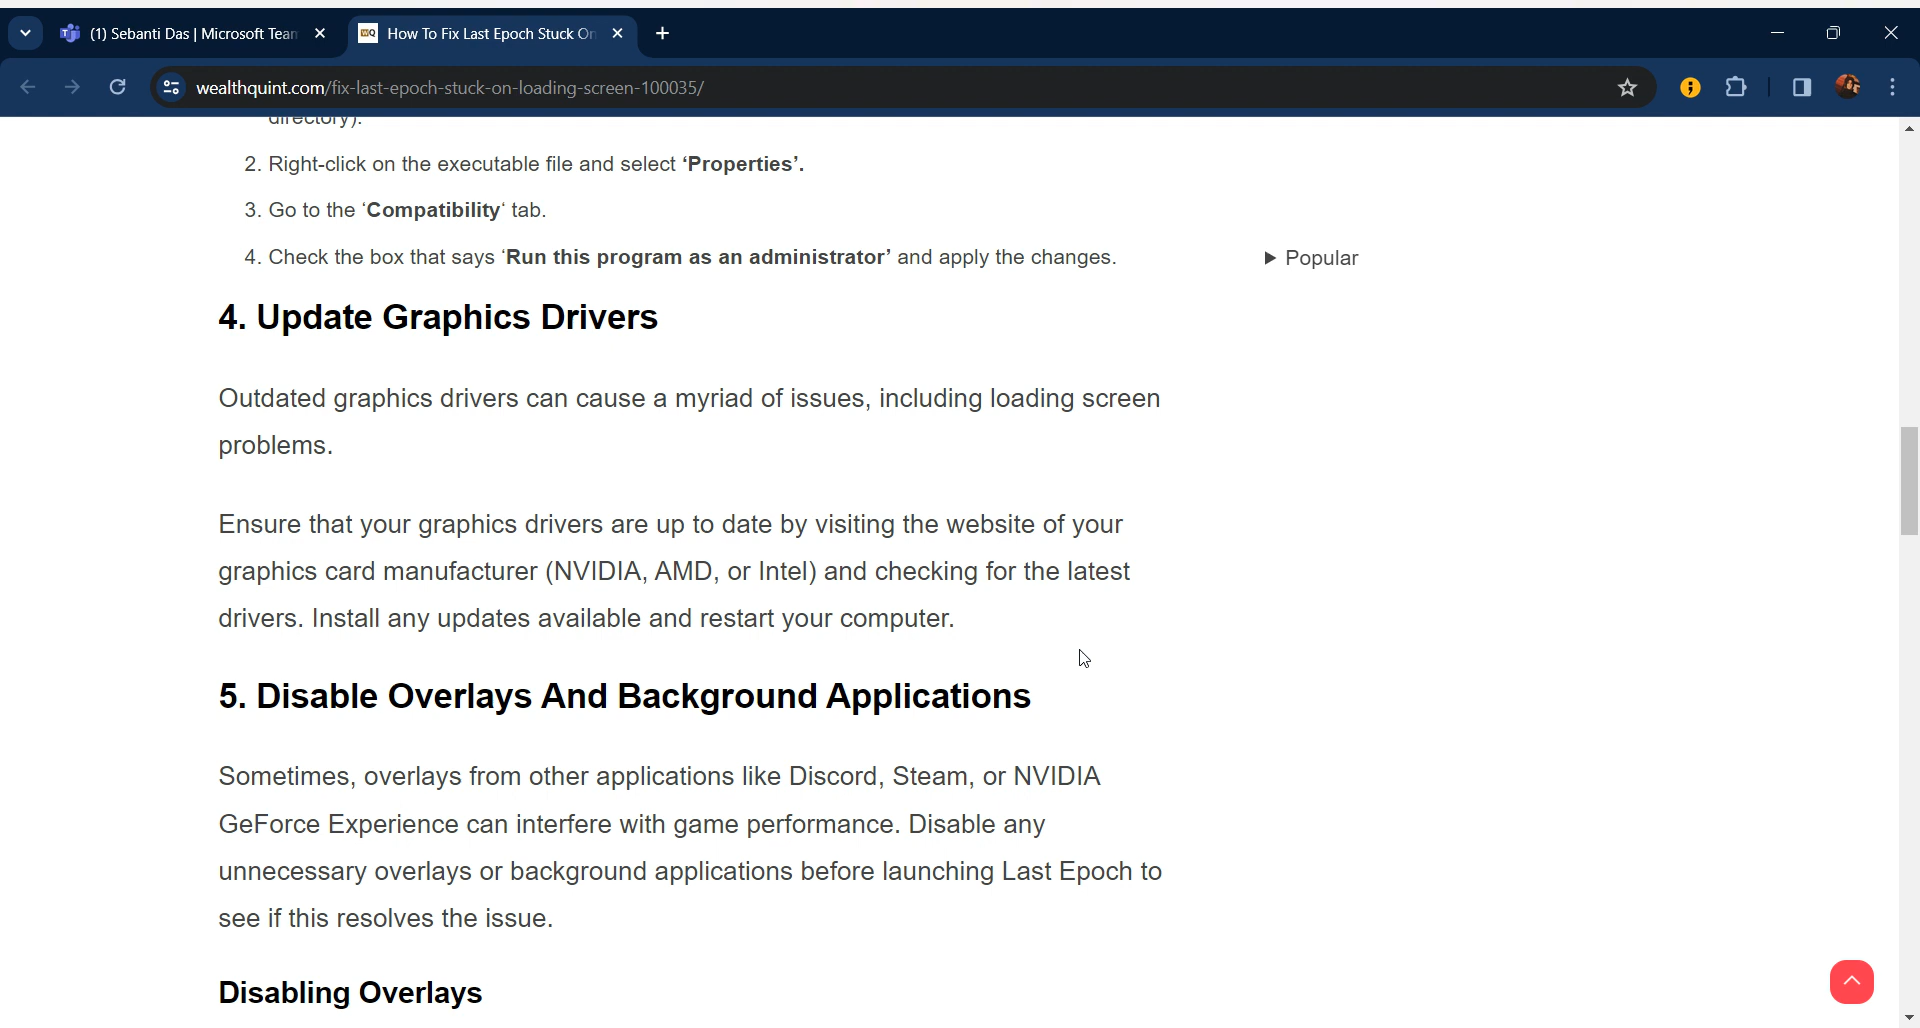 (1) Sebanti Das | Microsoft Tean
How To Fix Last Epoch Stuck On
wealthquint.com/fix-last-epoch-stuck-on-loading-screen-100035/
directory).
2. Right-click on the executable file and select ‘Properties’.
3. Go to the ‘Compatibility‘ tab.
4. Check the box that says ‘Run this program as an administrator’ and apply the changes.
Popular
4. Update Graphics Drivers
Outdated graphics drivers can cause a myriad of issues, including loading screen
problems.
Ensure that your graphics drivers are up to date by visiting the website of your
graphics card manufacturer (NVIDIA, AMD, or Intel) and checking for the latest
drivers. Install any updates available and restart your computer.
5. Disable Overlays And Background Applications
Sometimes, overlays from other applications like Discord, Steam, or NVIDIA
GeForce Experience can interfere with game performance. Disable any
unnecessary overlays or background applications before launching Last Epoch to
see if this resolves the issue.
Disabling Overlays